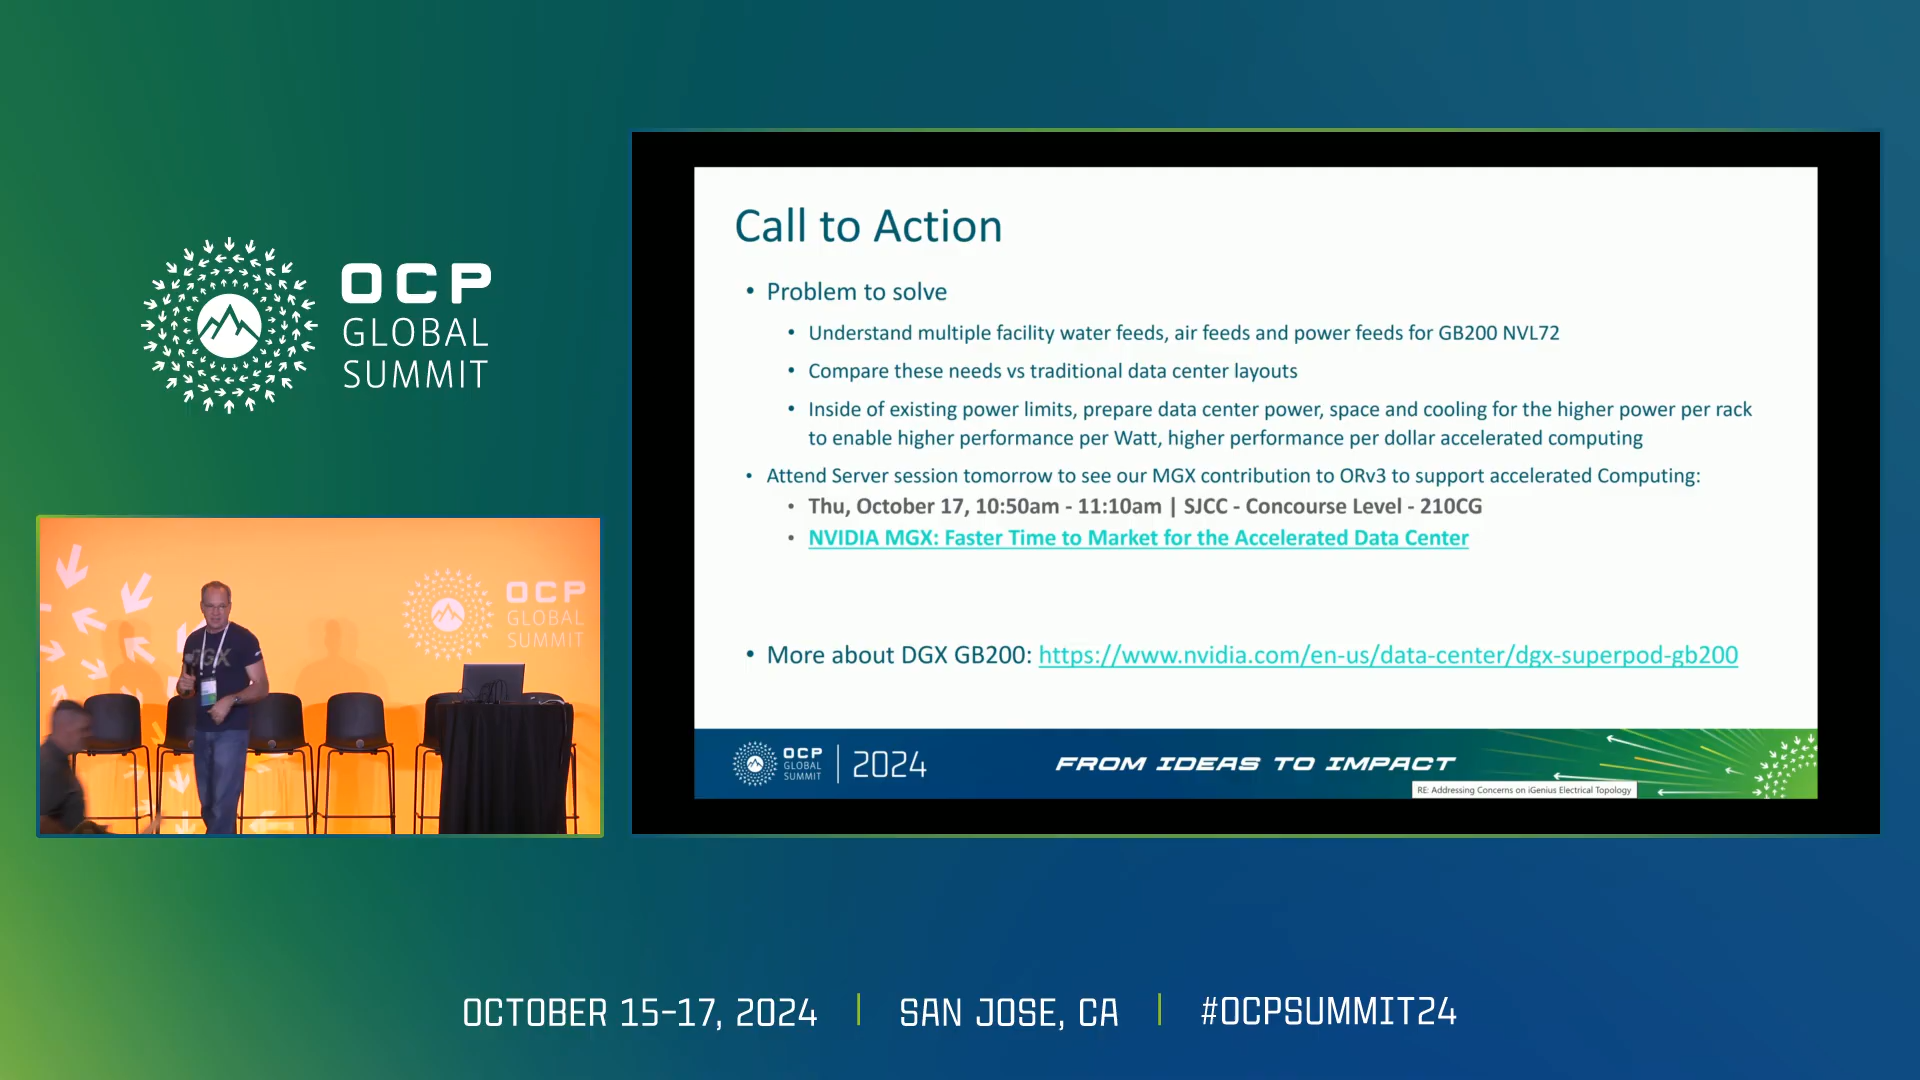 OCP
GLOBAL
SUMMIT
Call to Action
• Problem to solve
• Understand multiple facility water feeds, air feeds and power feeds for GB200 NVL72
• Compare these needs vs traditional data center layouts
• Inside of existing power limits, prepare data center power, space and cooling for the higher power per rack
to enable higher performance per Watt, higher performance per dollar accelerated computing
• Attend Server session tomorrow to see our MGX contribution to ORv3 to support accelerated Computing:
• Thu, October 17, 10:50am - 11:10am | SJCC - Concourse Level - 210CG
• NVIDIA MGX: Faster Time to Market for the Accelerated Data Center
• More about DGX GB200: https://www.nvidia.com/en-us/data-center/dgx-superpod-gb200
OCP
GLOBAL
SUMMIT
2024
FROM IDEAS TO IMPACT
RE: Addressing Concerns on iGenius Electrical Topology
OCP
GLOBAL
SUMMIT
OCTOBER 15-17, 2024 | SAN JOSE, CA | #OCPSUMMIT24